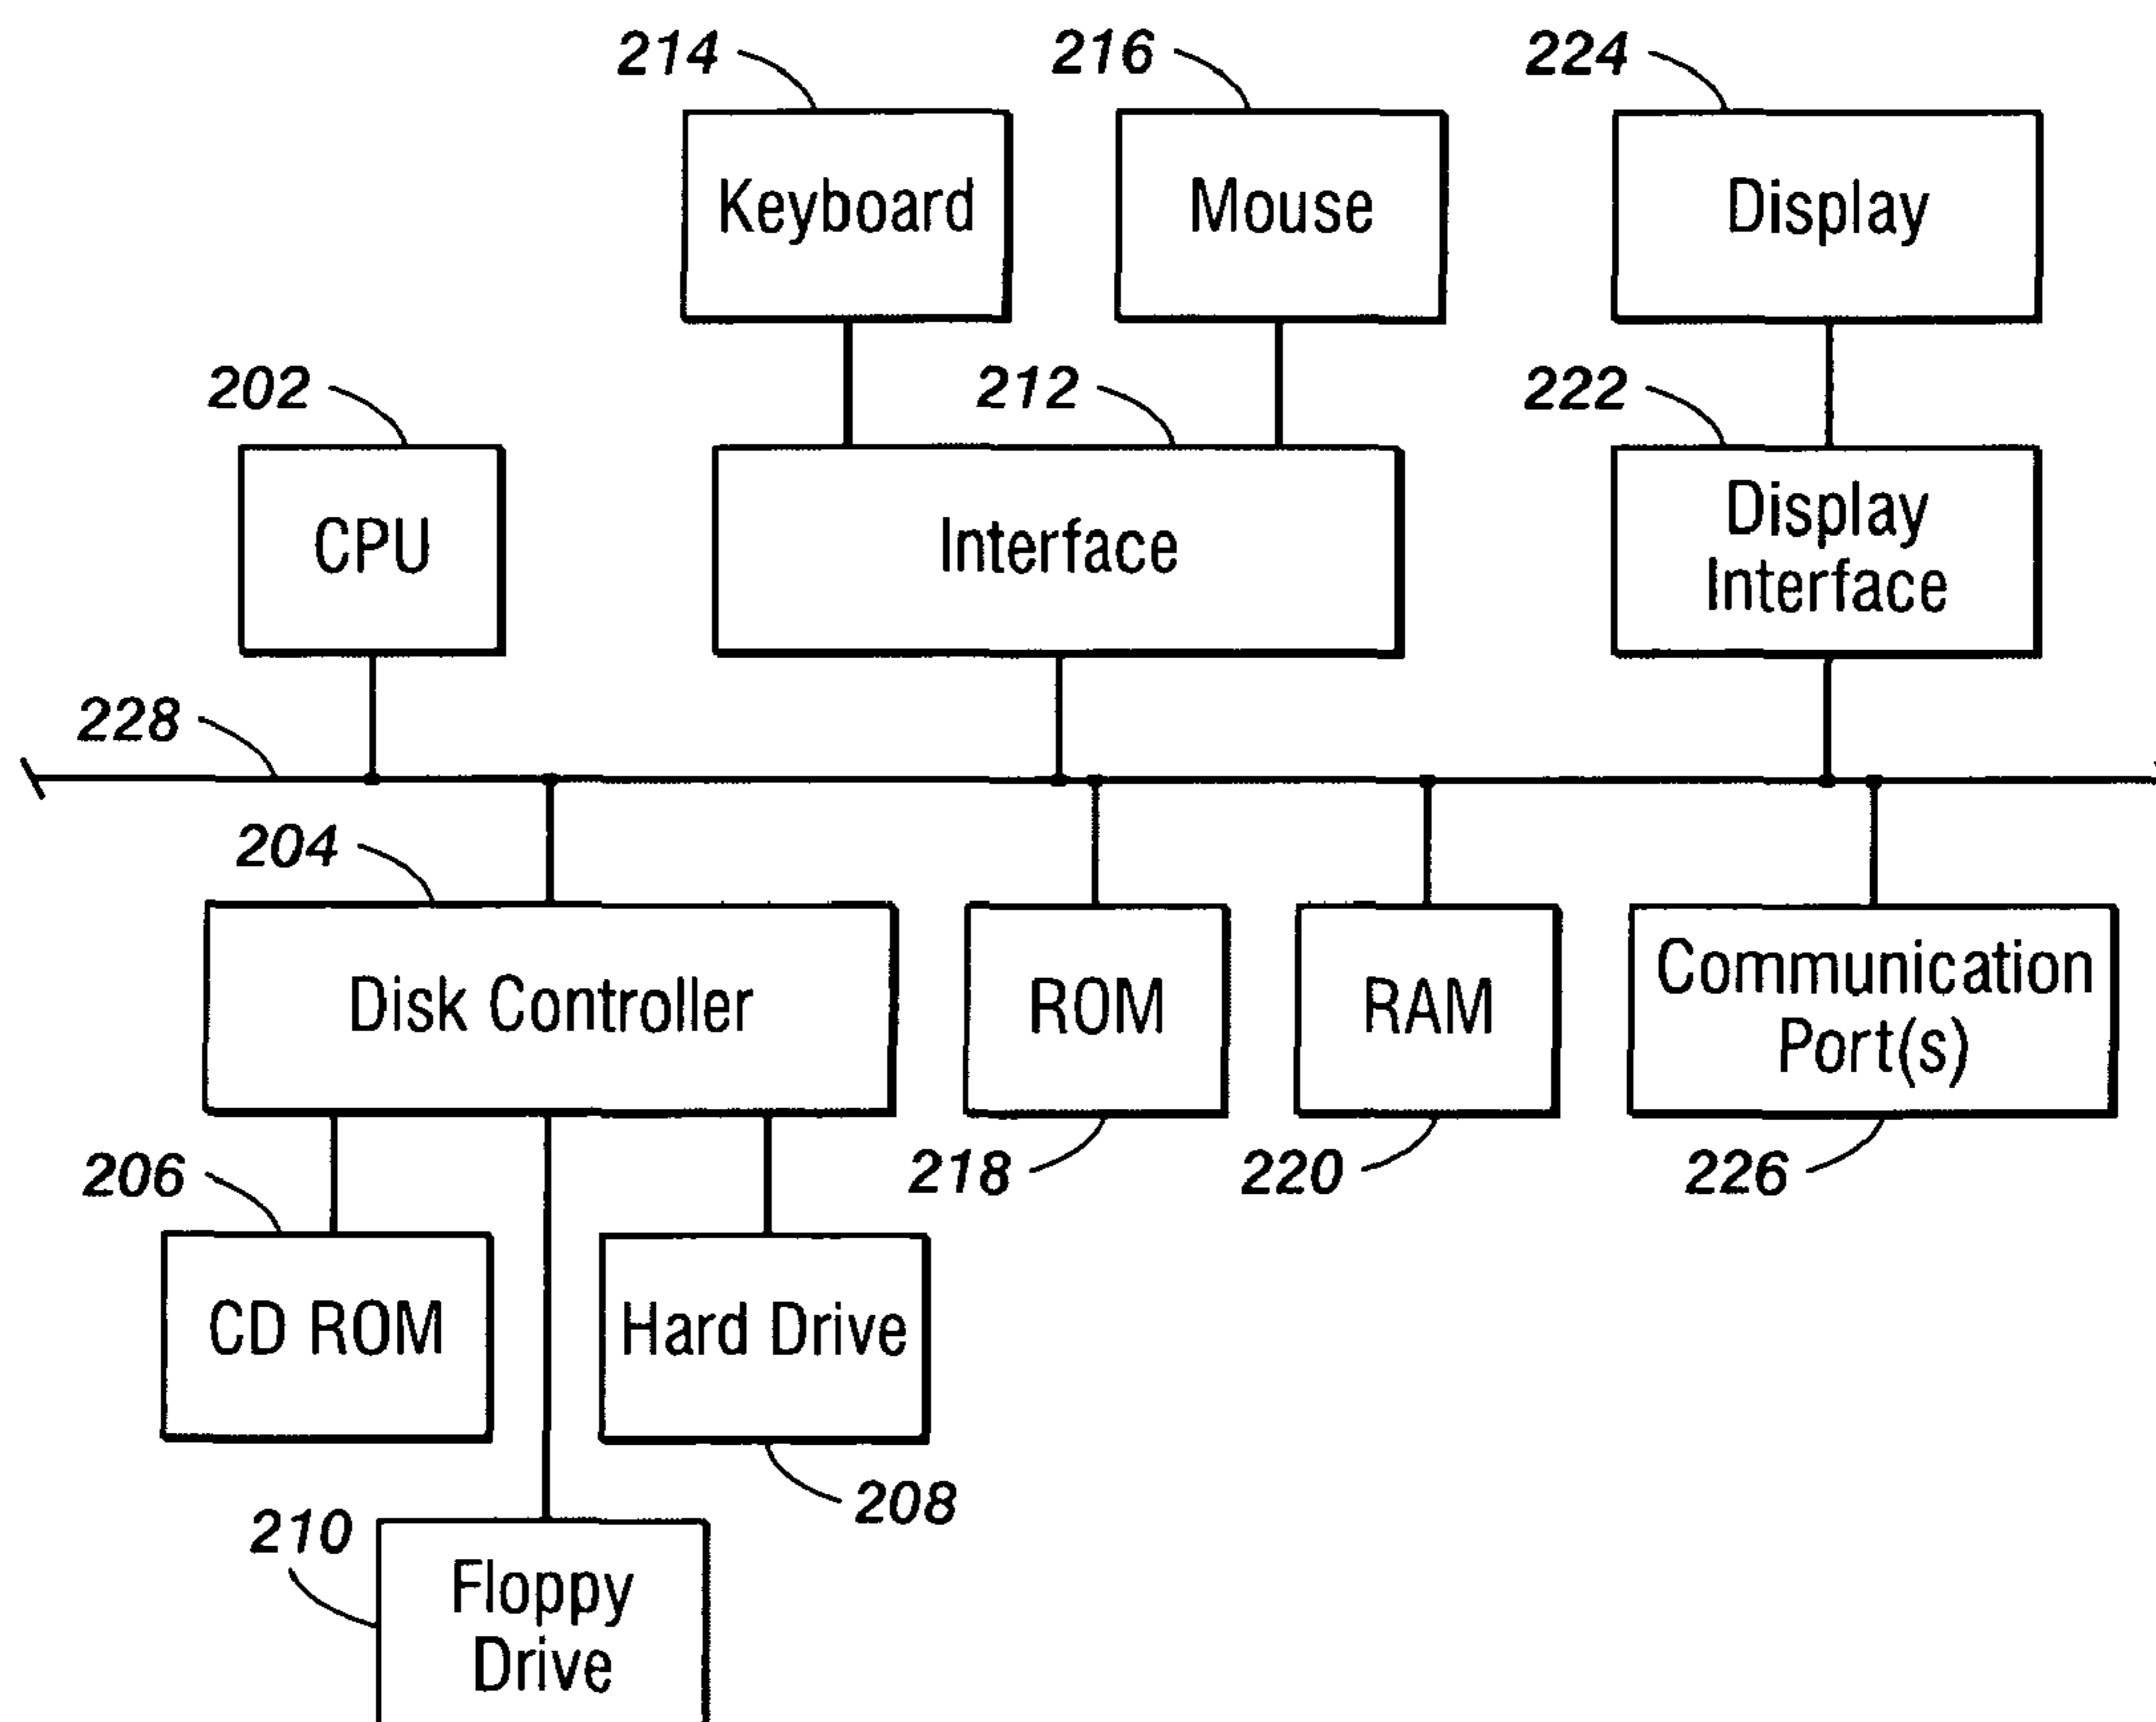 214
216
224
Keyboard
Mouse
Display
202
212
222
CPU
Interface
Display
Interface
228
204
Disk Controller
ROM
RAM
Communication
Port(s)
206
218
220
226
CD ROM
Hard Drive
208
210
Floppy
Drive